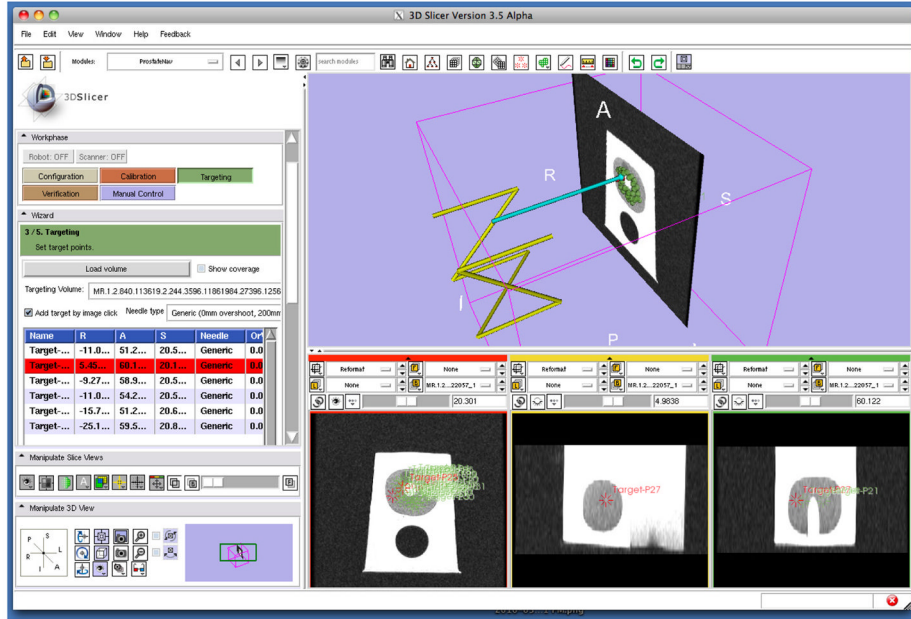 3D Slicer Version 3.5 Alpha
File Edit View Window Help Feedback
Modules: ProstateNav search modules
3DSlicer
Workphase
Robot: OFF Scanner: OFF
Configuration Calibration Targeting
Verification Manual Control
Wizard
3 / 5. Targeting
Set target points.
Load volume Show coverage
Targeting Volume: MR.1.2.840.113619.2.244.3596.11861984.27396.1256
Add target by image click Needle type Generic (0mm overshoot, 200mm
Name R A S Needle Or
Target-... -11.0... 51.2... 20.5... Generic 0.0
Target-... 5.45... 60.1... 20.1... Generic 0.0
Target-... -9.27... 58.9... 20.5... Generic 0.0
Target-... -11.0... 54.2... 20.5... Generic 0.0
Target-... -15.7... 51.2... 20.6... Generic 0.0
Target-... -25.1... 59.5... 20.8... Generic 0.0
Manipulate Slice Views
Manipulate 3D View
P S
R L
I A
A
R
S
I
P
Reformat None
None MR.1.2...22057_1
20.301
Target-P27
Reformat None
None MR.1.2...22057_1
4.9838
Target-P27
Reformat None
None MR.1.2...22057_1
60.122
Target-P27
P21